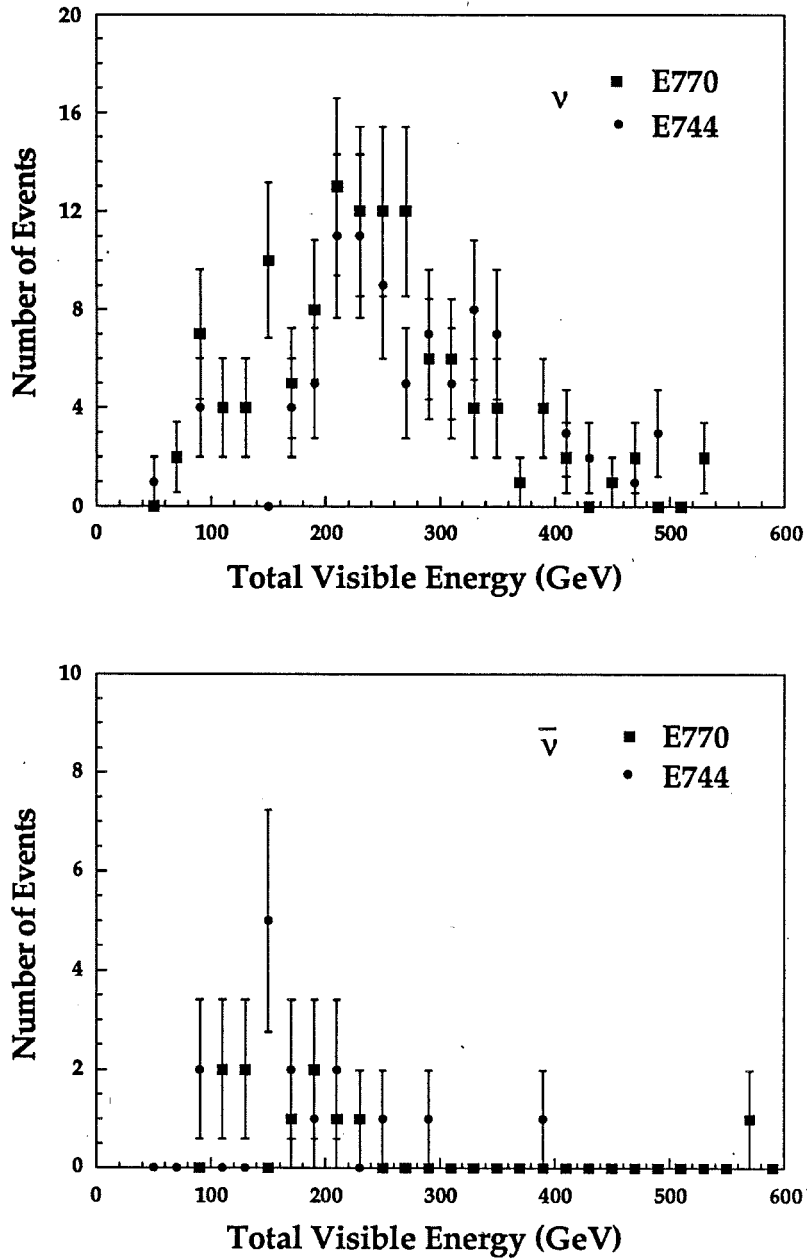 20
16
12
8
4
0
Number of Events
ν
E770
E744
0 100 200 300 400 500 600
Total Visible Energy (GeV)
10
8
6
4
2
0
Number of Events
ν̅
E770
E744
0 100 200 300 400 500 600
Total Visible Energy (GeV)